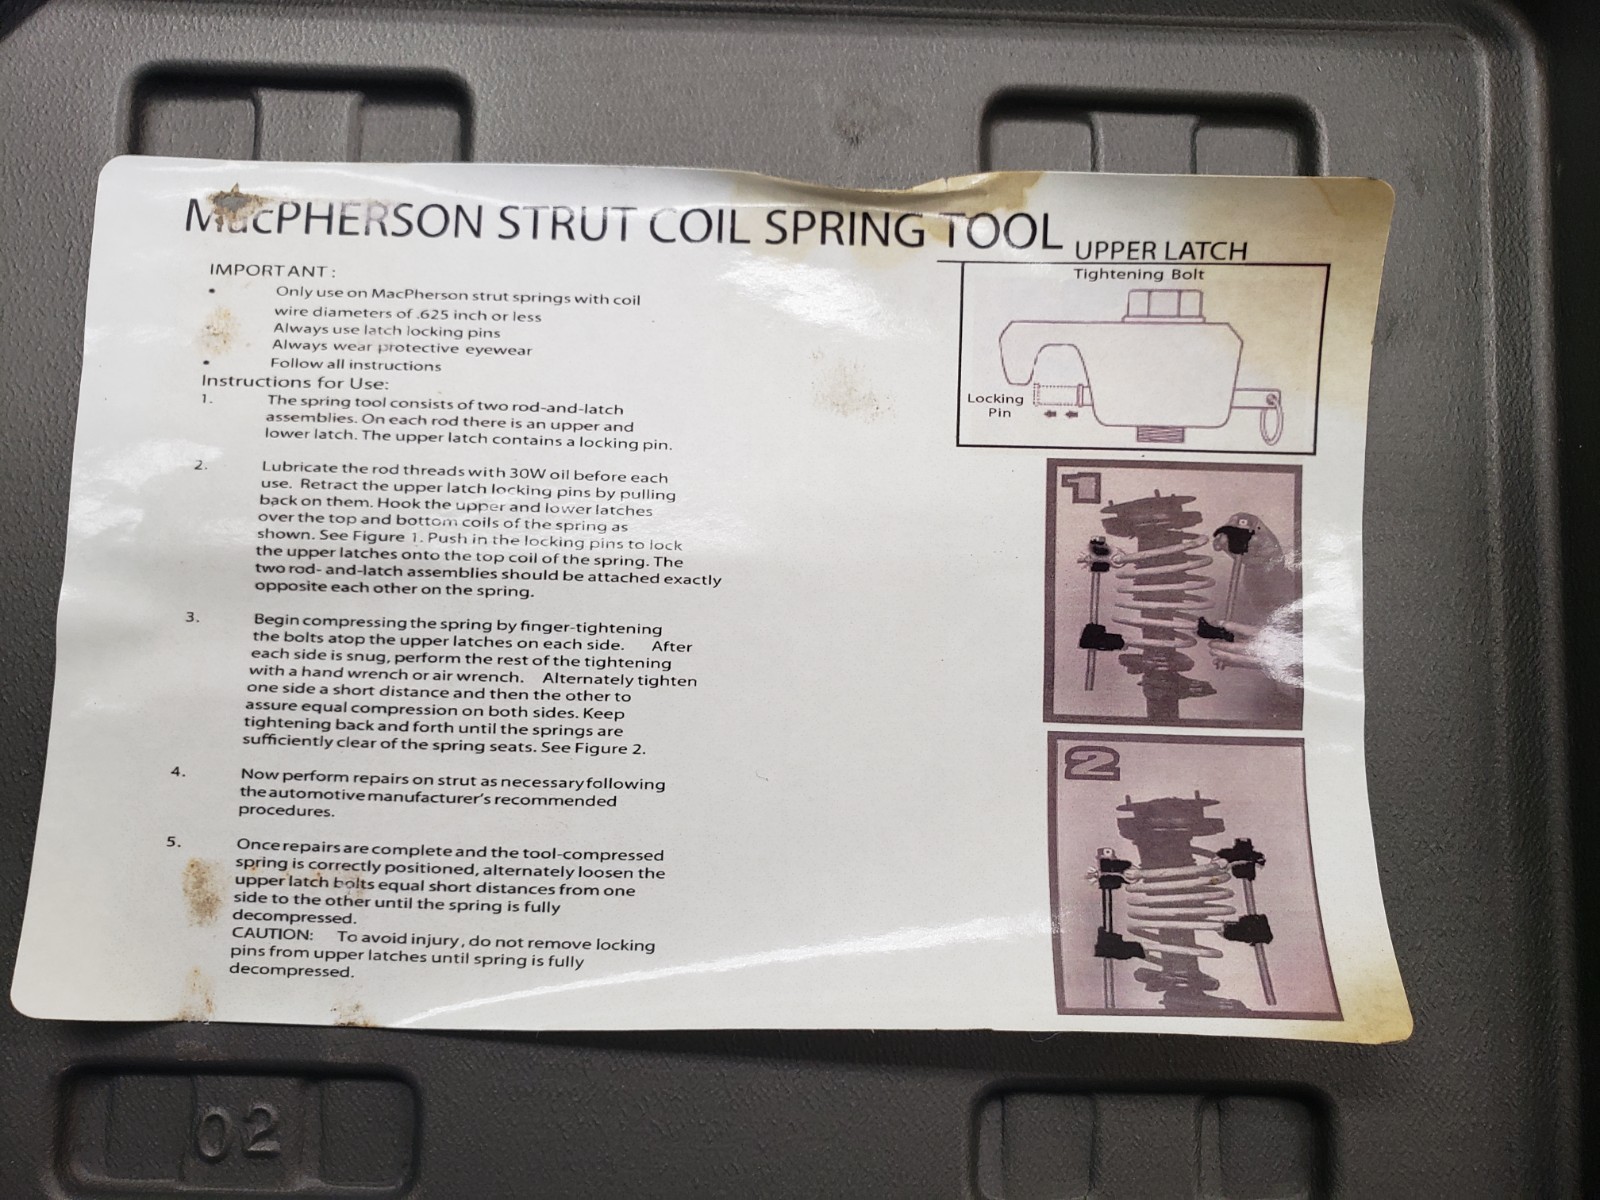 MacPHERSON STRUT COIL SPRING TOOL
IMPORTANT:
• Only use on MacPherson strut springs with coil
wire diameters of .625 inch or less
Always use latch locking pins
Always wear protective eyewear
• Follow all instructions
Instructions for Use:
1. The spring tool consists of two rod-and-latch
assemblies. On each rod there is an upper and
lower latch. The upper latch contains a locking pin.
2. Lubricate the rod threads with 30W oil before each
use. Retract the upper latch locking pins by pulling
back on them. Hook the upper and lower latches
over the top and bottom coils of the spring as
shown. See Figure 1. Push in the locking pins to lock
the upper latches onto the top coil of the spring. The
two rod- and-latch assemblies should be attached exactly
opposite each other on the spring.
3. Begin compressing the spring by finger-tightening
the bolts atop the upper latches on each side. After
each side is snug, perform the rest of the tightening
with a hand wrench or air wrench. Alternately tighten
one side a short distance and then the other to
assure equal compression on both sides. Keep
tightening back and forth until the springs are
sufficiently clear of the spring seats. See Figure 2.
4. Now perform repairs on strut as necessary following
the automotive manufacturer's recommended
procedures.
5. Once repairs are complete and the tool-compressed
spring is correctly positioned, alternately loosen the
upper latch bolts equal short distances from one
side to the other until the spring is fully
decompressed.
CAUTION: To avoid injury, do not remove locking
pins from upper latches until spring is fully
decompressed.
UPPER LATCH
Tightening Bolt
Locking
Pin
1
2
02